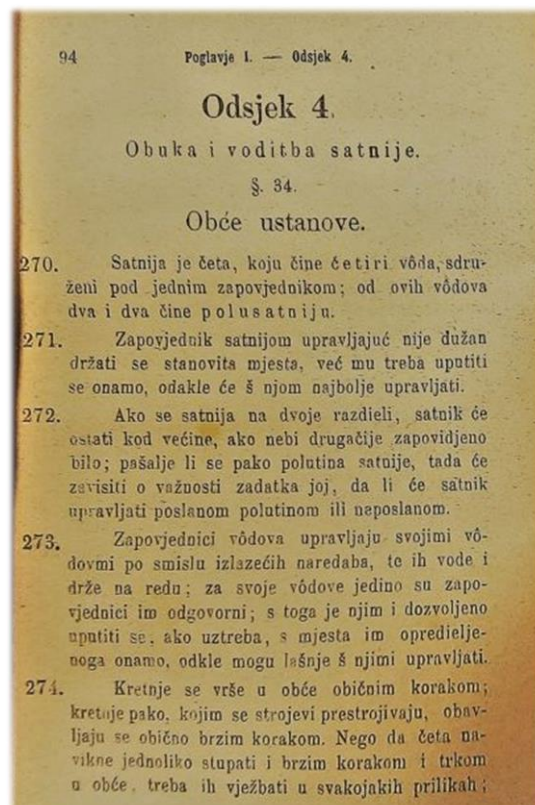 94 Poglavje I. — Odsjek 4.
Odsjek 4.
Obuka i voditba satnije.
§. 34.
Obće ustanove.
270. Satnija je četa, koju čine četiri vôda, sdru-
ženi pod jednim zapovjednikom; od ovih vôdova
dva i dva čine polusatniju.
271. Zapovjednik satnijom upravljajuć nije dužan
držati se stanovita mjesta, već mu treba uputiti
se onamo, odakle će š njom najbolje upravljati.
272. Ako se satnija na dvoje razdieli, satnik će
ostati kod većine, ako nebi drugačije zapovidjeno
bilo; pašalje li se pako polutina satnije, tada će
zavisiti o važnosti zadatka joj, da li će satnik
upravljati poslanom polutinom ili neposlanom.
273. Zapovjednici vôdova upravljaju svojimi vô-
dovmi po smislu izlazećih naredaba, te ih vode i
drže na redu; za svoje vôdove jedino su zapo-
vjednici im odgovorni; s toga je njim i dozvoljeno
uputiti se, ako uztreba, s mjesta im opredielje-
noga onamo, odkle mogu lašnje š njimi upravljati.
274. Kretnje se vrše u obće običnim korakom;
kretnje pako, kojim se strojevi prestrojivaju, obav-
ljaju se obično brzim korakom. Nego da četa na-
vikne jednoliko stupati i brzim korakom i trkom
u obće, treba ih vježbati u svakojakih prilikah;